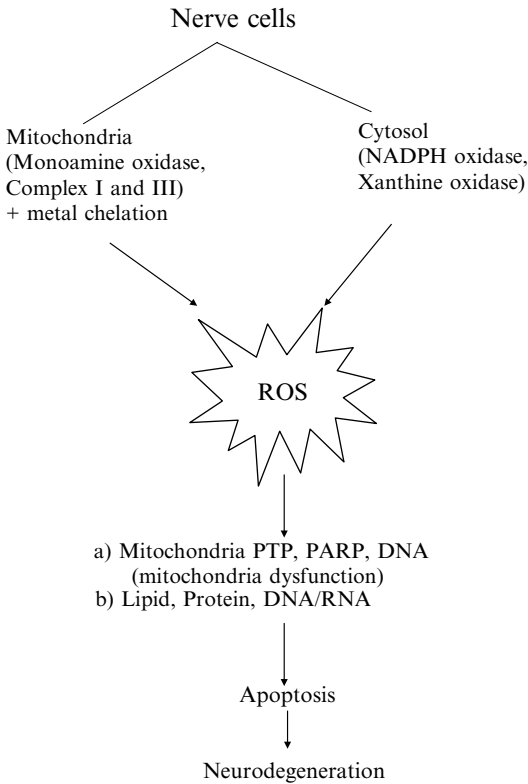 Nerve cells
Mitochondria
(Monoamine oxidase,
Complex I and III)
+ metal chelation
Cytosol
(NADPH oxidase,
Xanthine oxidase)
ROS
a) Mitochondria PTP, PARP, DNA
(mitochondria dysfunction)
b) Lipid, Protein, DNA/RNA
Apoptosis
Neurodegeneration